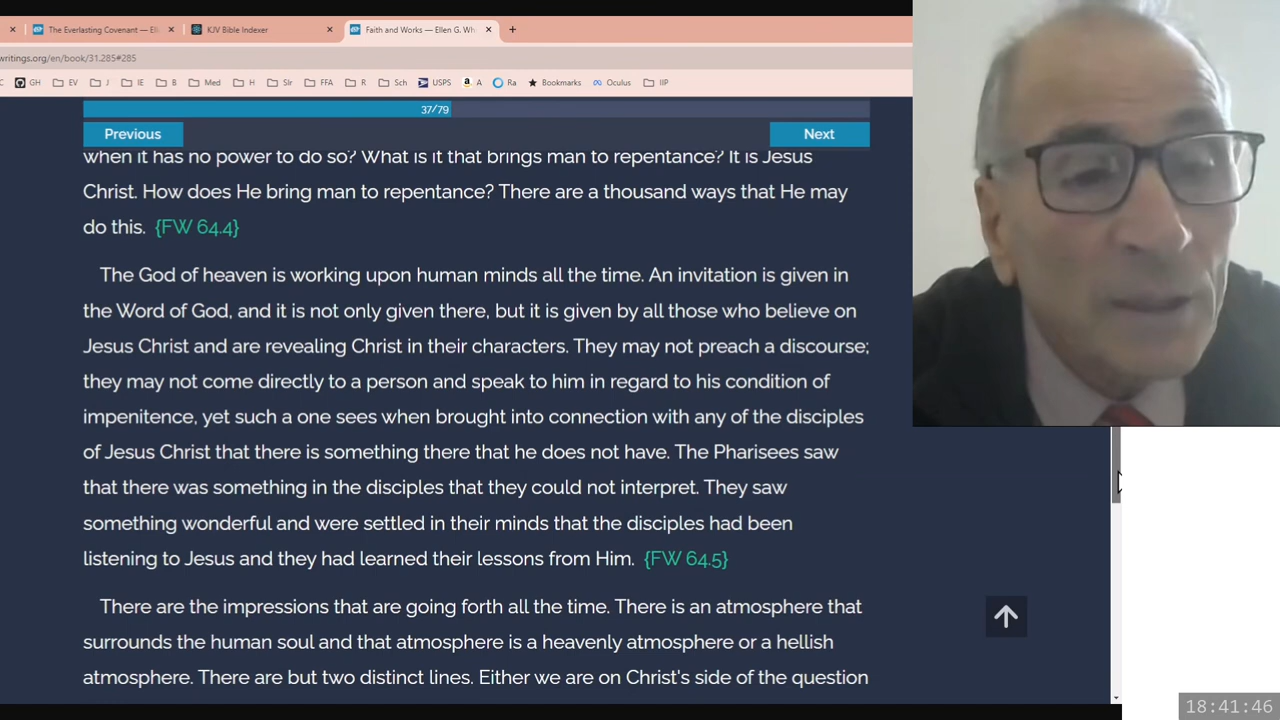 The Everlasting Covenant — Ell
KJV Bible Indexer
Faith and Works — Ellen G. Wh
writings.org/en/book/31.285#285
GH EV J IE B Med H Slr FFA R Sch USPS A Ra Bookmarks Oculus IIP
37/79
Previous Next
when it has no power to do so? What is it that brings man to repentance? It is Jesus
Christ. How does He bring man to repentance? There are a thousand ways that He may
do this. {FW 64.4}
The God of heaven is working upon human minds all the time. An invitation is given in
the Word of God, and it is not only given there, but it is given by all those who believe on
Jesus Christ and are revealing Christ in their characters. They may not preach a discourse;
they may not come directly to a person and speak to him in regard to his condition of
impenitence, yet such a one sees when brought into connection with any of the disciples
of Jesus Christ that there is something there that he does not have. The Pharisees saw
that there was something in the disciples that they could not interpret. They saw
something wonderful and were settled in their minds that the disciples had been
listening to Jesus and they had learned their lessons from Him. {FW 64.5}
There are the impressions that are going forth all the time. There is an atmosphere that
surrounds the human soul and that atmosphere is a heavenly atmosphere or a hellish
atmosphere. There are but two distinct lines. Either we are on Christ's side of the question
18:41:46